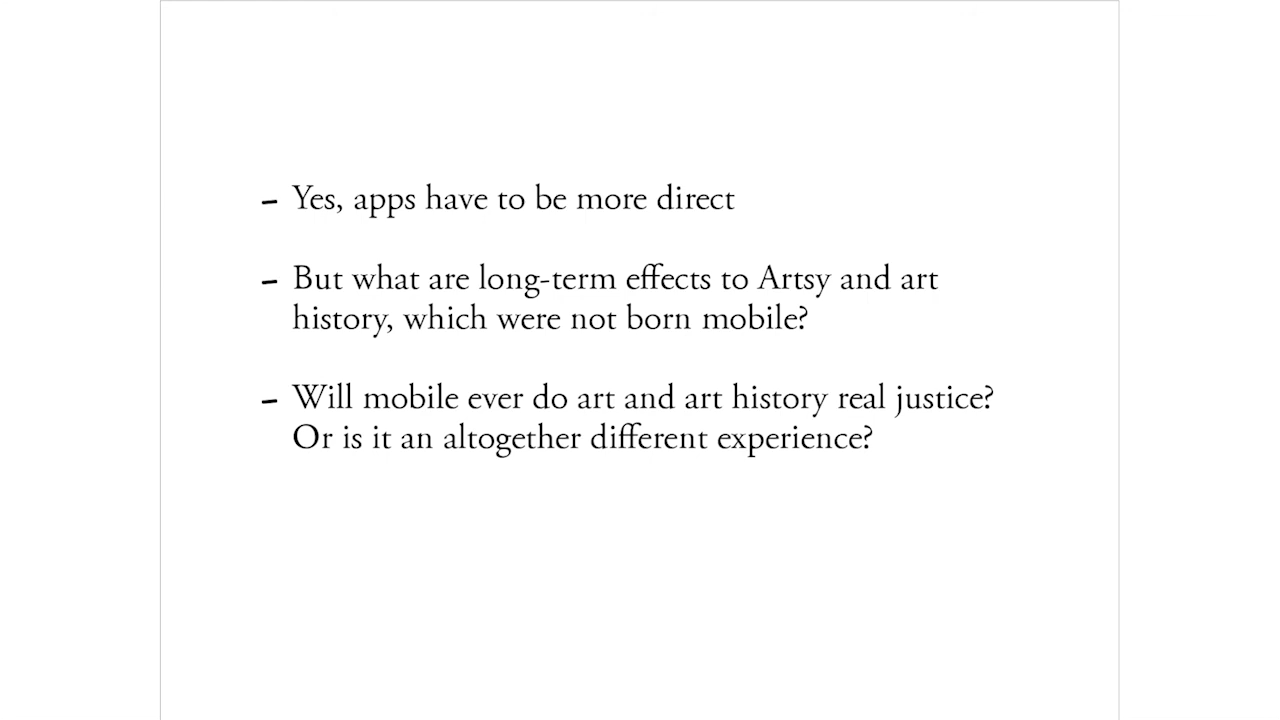 – Yes, apps have to be more direct
– But what are long-term effects to Artsy and art
history, which were not born mobile?
– Will mobile ever do art and art history real justice?
Or is it an altogether different experience?